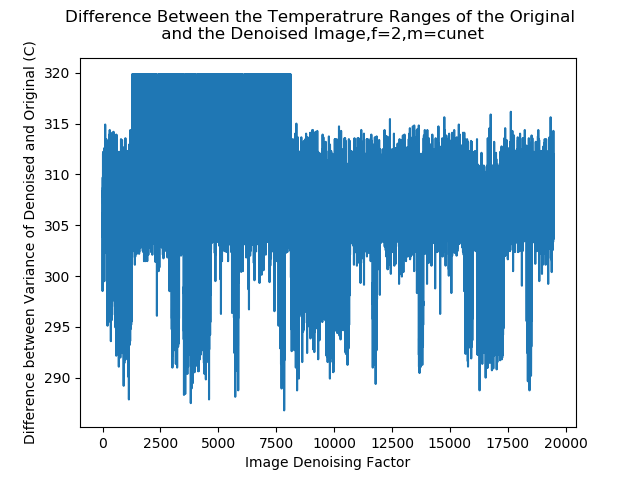 Difference Between the Temperatrure Ranges of the Original
and the Denoised Image,f=2,m=cunet
Difference between Variance of Denoised and Original (C)
320
315
310
305
300
295
290
0 2500 5000 7500 10000 12500 15000 17500 20000
Image Denoising Factor